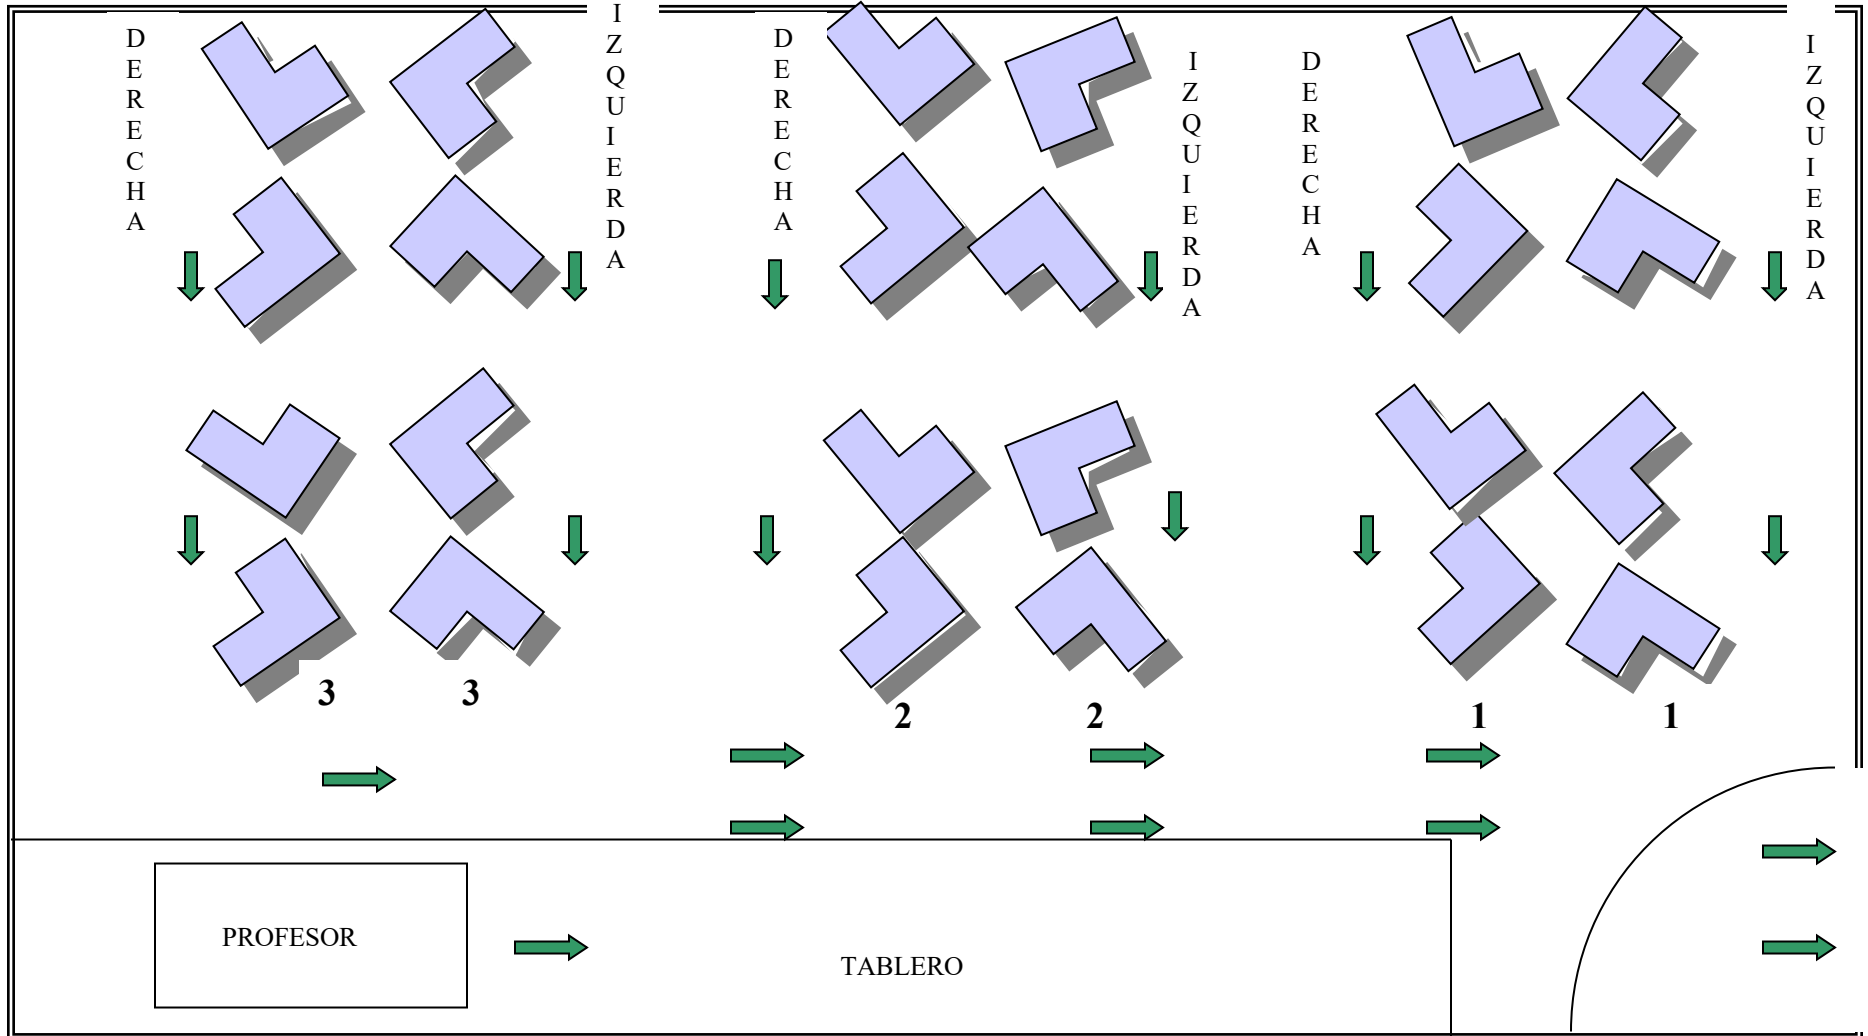 DERECHA
IZQUIERDA
DERECHA
IZQUIERDA
DERECHA
IZQUIERDA
3 3
2 2
1 1
PROFESOR
TABLERO